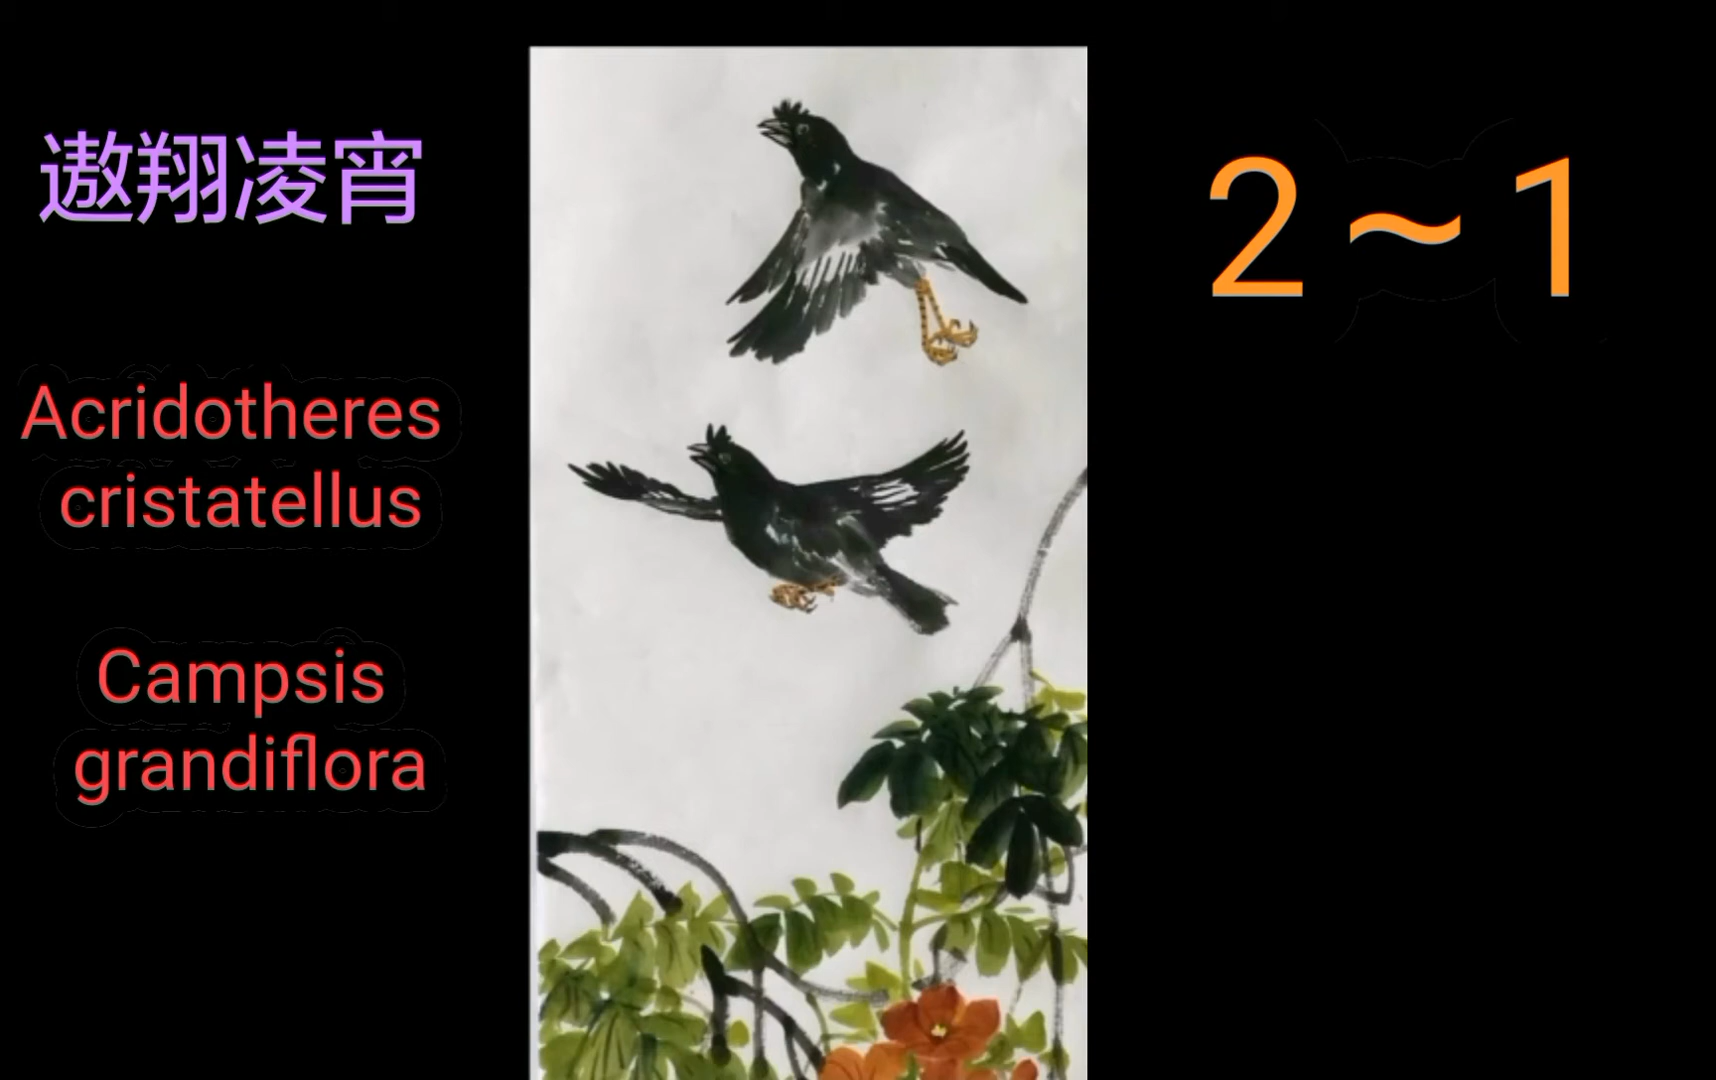 遨翔凌宵
Acridotheres
cristatellus
Campsis
grandiflora
2~1